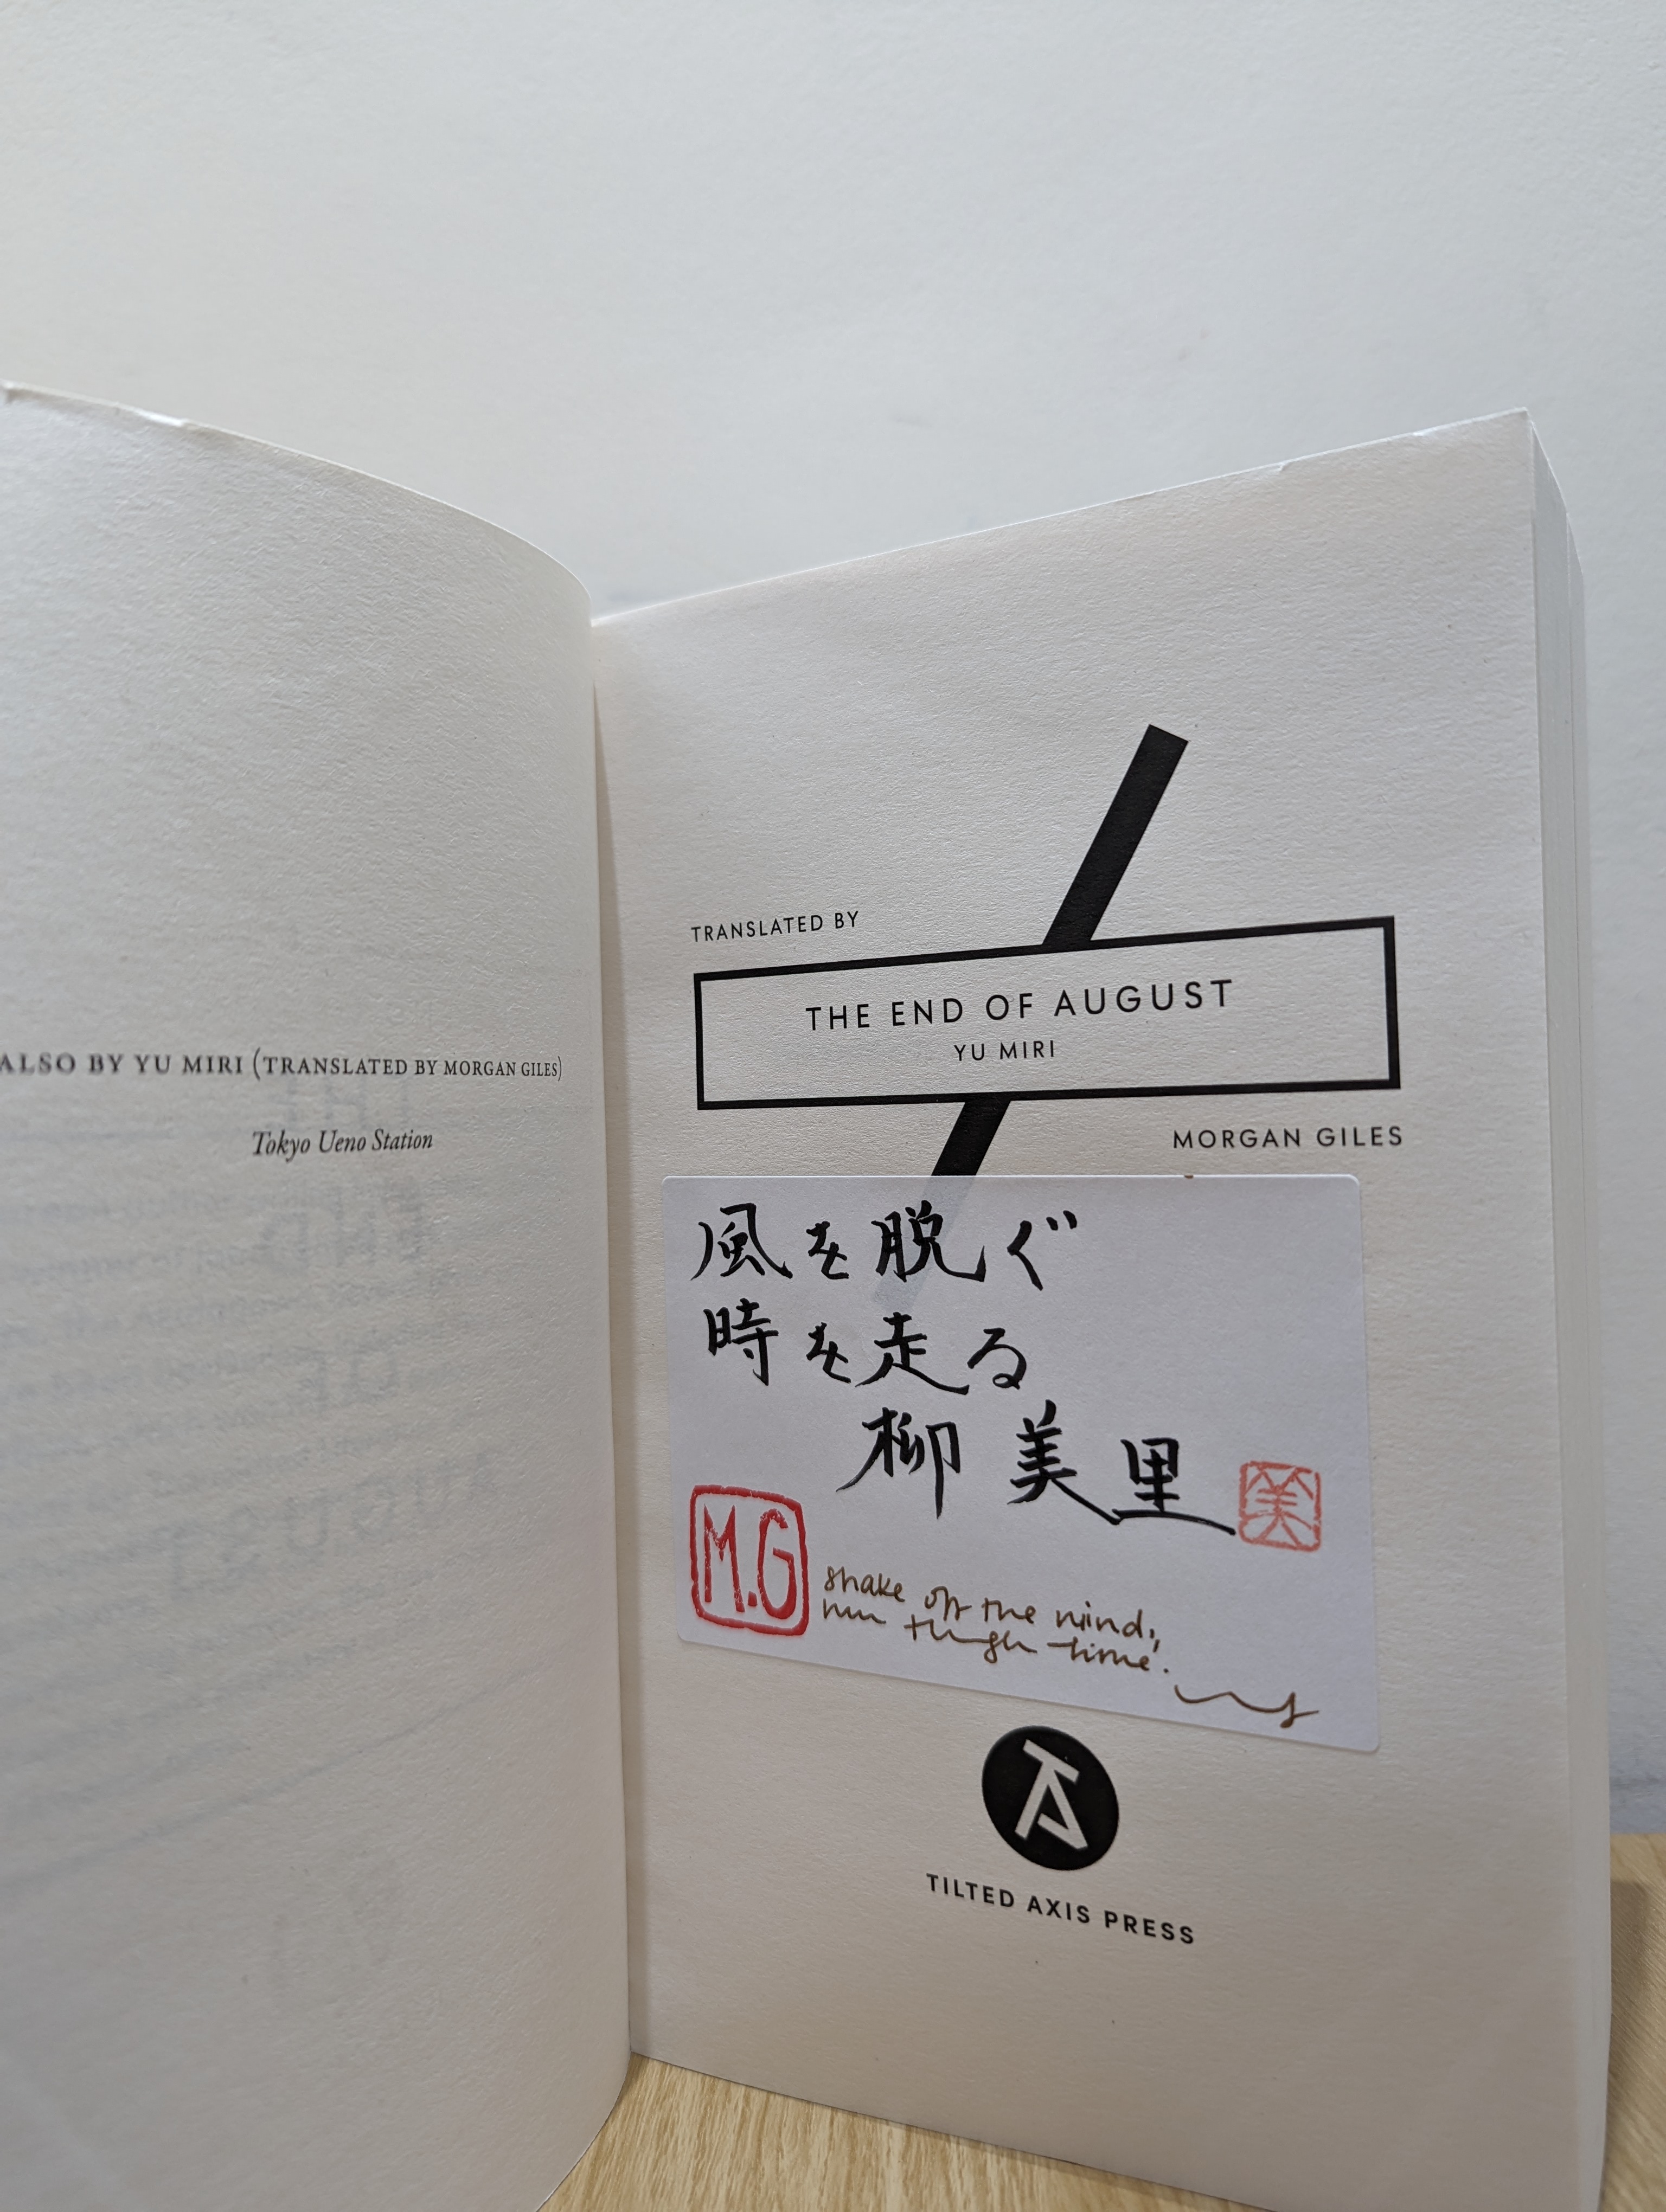 ALSO BY YU MIRI (TRANSLATED BY MORGAN GILES)
Tokyo Ueno Station
TRANSLATED BY
THE END OF AUGUST
YU MIRI
MORGAN GILES
風を脱ぐ
時を走る
柳美里
美
M.G
shake off the wind,
run through time.
TA
TILTED AXIS PRESS